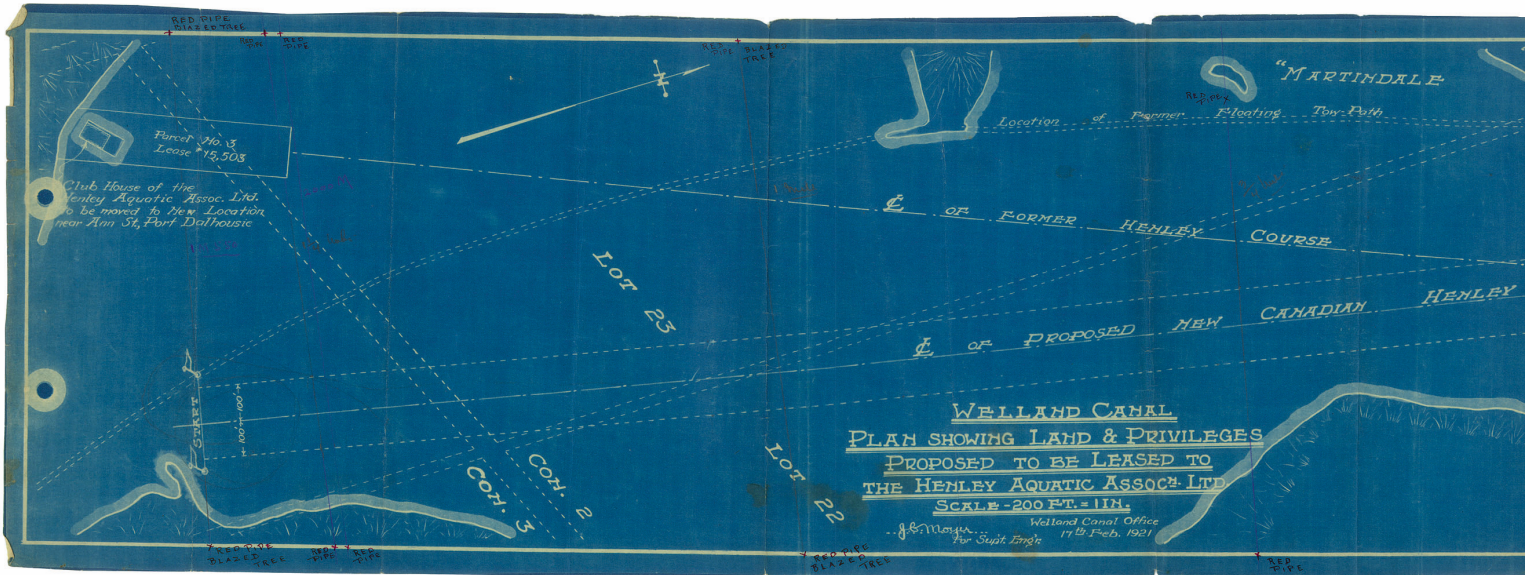 RED PIPE
BLAZED TREE
RED
PIPE
RED
PIPE
RED
PIPE
BLAZED
TREE
"MARTINDALE
RED PIPE
Location of Former Floating Tow-Path
Parcel No. 3
Lease 15,503
Club House of the
Henley Aquatic Assoc. Ltd.
to be moved to New Location
near Ann St, Port Dalhousie
℄ OF FORMER HENLEY COURSE
LOT 23
℄ OF PROPOSED NEW CANADIAN HENLEY
START
100' 100'
CON. 3
CON. 2
LOT 22
WELLAND CANAL
PLAN SHOWING LAND & PRIVILEGES
PROPOSED TO BE LEASED TO
THE HENLEY AQUATIC ASSOCN. LTD.
SCALE - 200 FT. = 1 IN.
Welland Canal Office
17th Feb. 1921
J.C. Moyer
For Supt. Engr.
RED PIPE
BLAZED
TREE
RED
PIPE
RED
PIPE
RED PIPE
BLAZED TREE
RED
PIPE